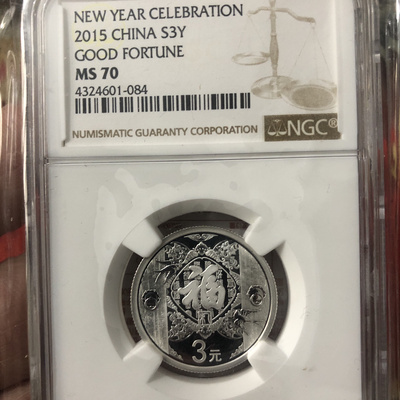 NEW YEAR CELEBRATION
2015 CHINA S3Y
GOOD FORTUNE
MS 70
4324601-084
NUMISMATIC GUARANTY CORPORATION
NGC®
福
3元